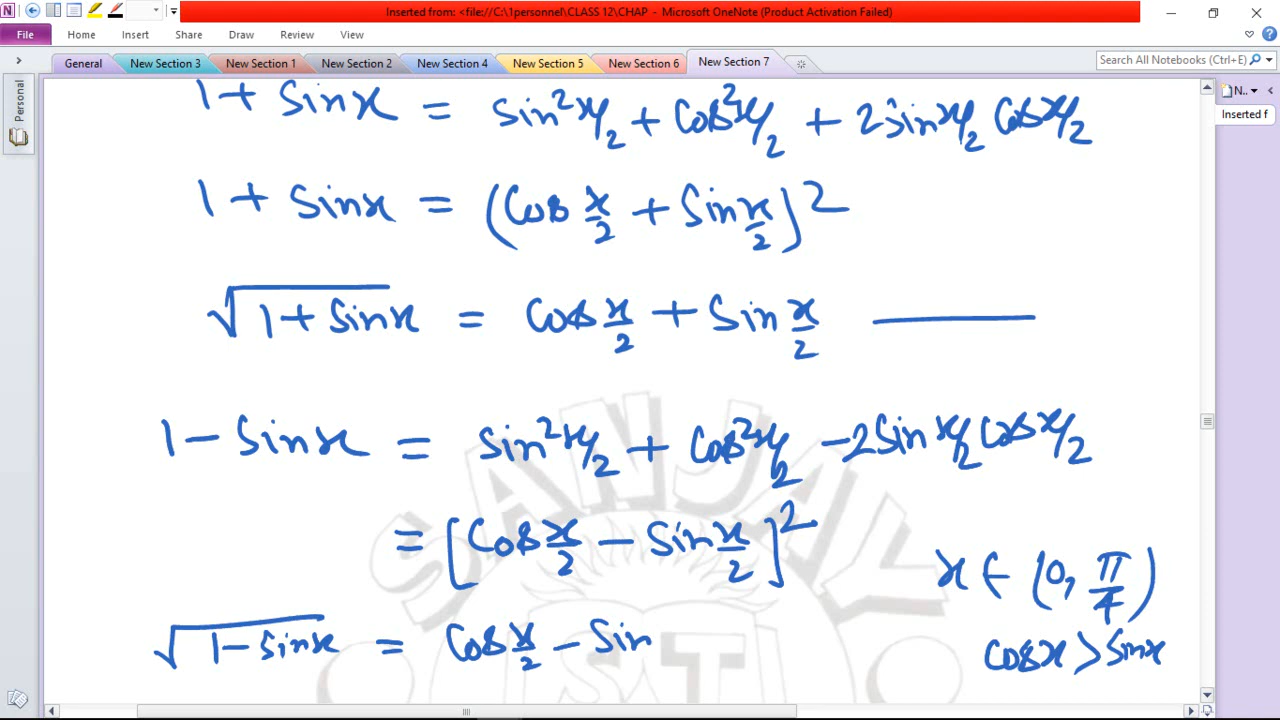 Inserted from: <file://C:\1personnel\CLASS 12\CHAP - Microsoft OneNote (Product Activation Failed)
File Home Insert Share Draw Review View
General New Section 3 New Section 1 New Section 2 New Section 4 New Section 5 New Section 6 New Section 7
Search All Notebooks (Ctrl+E)
N..
Personal
Inserted f
1 + Sinx = Sin²x/2 + Cos²x/2 + 2Sinx/2 Cosx/2
1 + Sinx = (Cos x/2 + Sin x/2)²
√(1 + Sinx) = Cos x/2 + Sin x/2
1 - Sinx = Sin²x/2 + Cos²x/2 - 2Sin x/2 Cos x/2
= [Cos x/2 - Sin x/2]²
x ∈ (0, π/4)
√(1 - Sinx) = Cos x/2 - Sin
Cosx > Sinx
ANJAL
ST